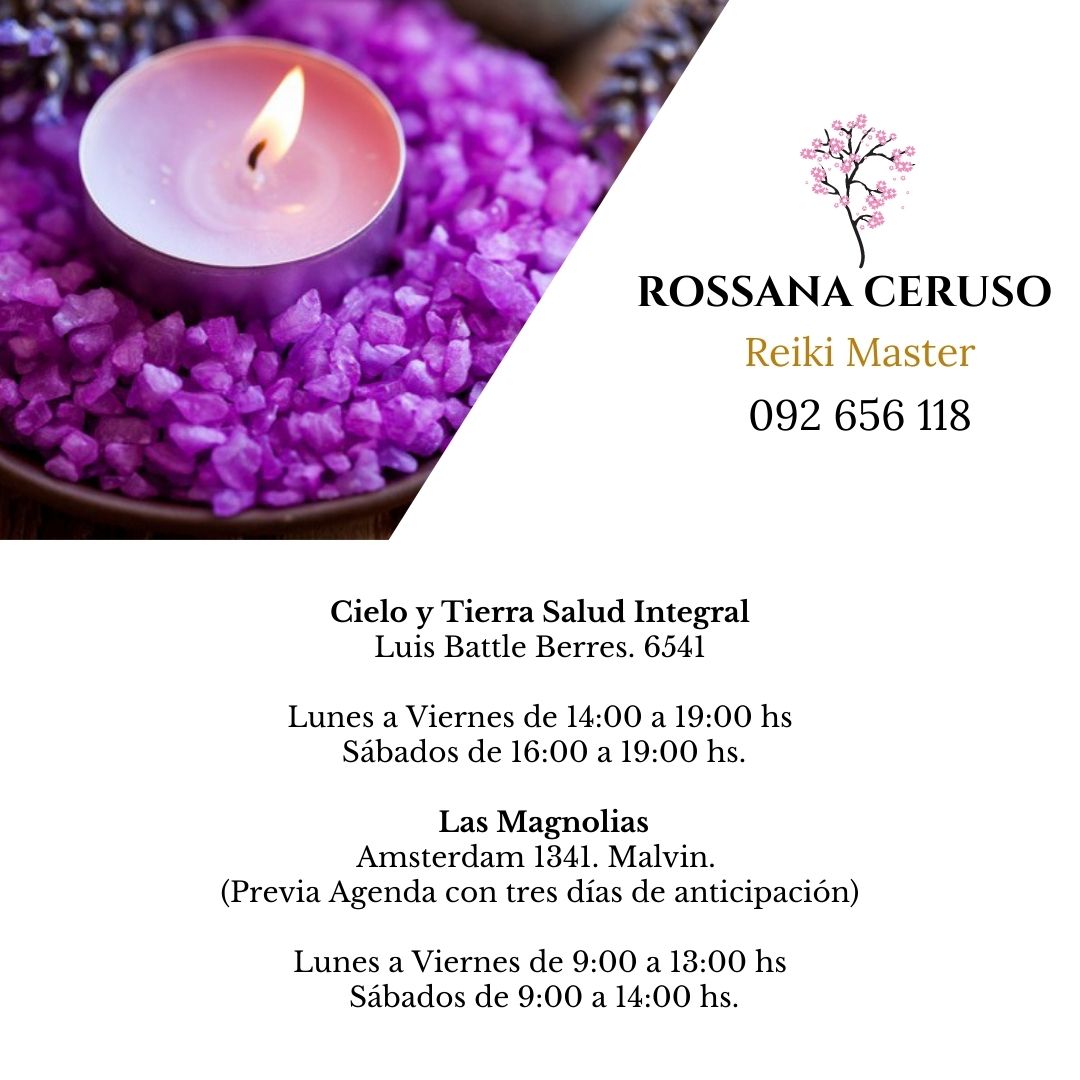 ROSSANA CERUSO
Reiki Master
092 656 118
Cielo y Tierra Salud Integral
Luis Battle Berres. 6541
Lunes a Viernes de 14:00 a 19:00 hs
Sábados de 16:00 a 19:00 hs.
Las Magnolias
Amsterdam 1341. Malvin.
(Previa Agenda con tres días de anticipación)
Lunes a Viernes de 9:00 a 13:00 hs
Sábados de 9:00 a 14:00 hs.